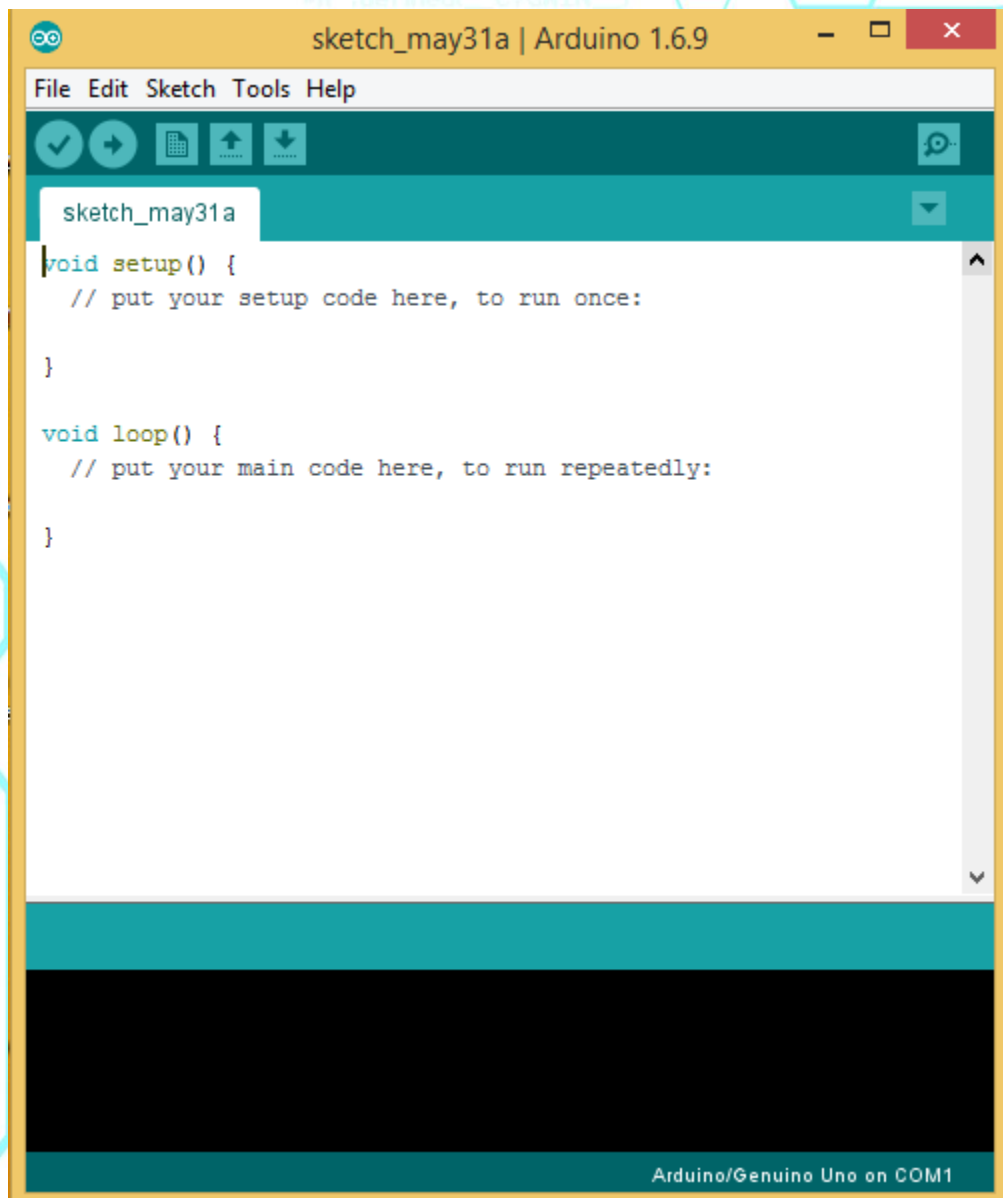 sketch_may31a | Arduino 1.6.9
File Edit Sketch Tools Help
sketch_may31a
void setup() {
  // put your setup code here, to run once:
}
void loop() {
  // put your main code here, to run repeatedly:
}
Arduino/Genuino Uno on COM1